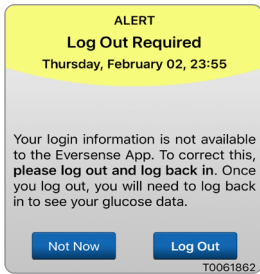 ALERT
Log Out Required
Thursday, February 02, 23:55
Your login information is not available
to the Eversense App. To correct this,
please log out and log back in. Once
you log out, you will need to log back
in to see your glucose data.
Not Now
Log Out
T0061862